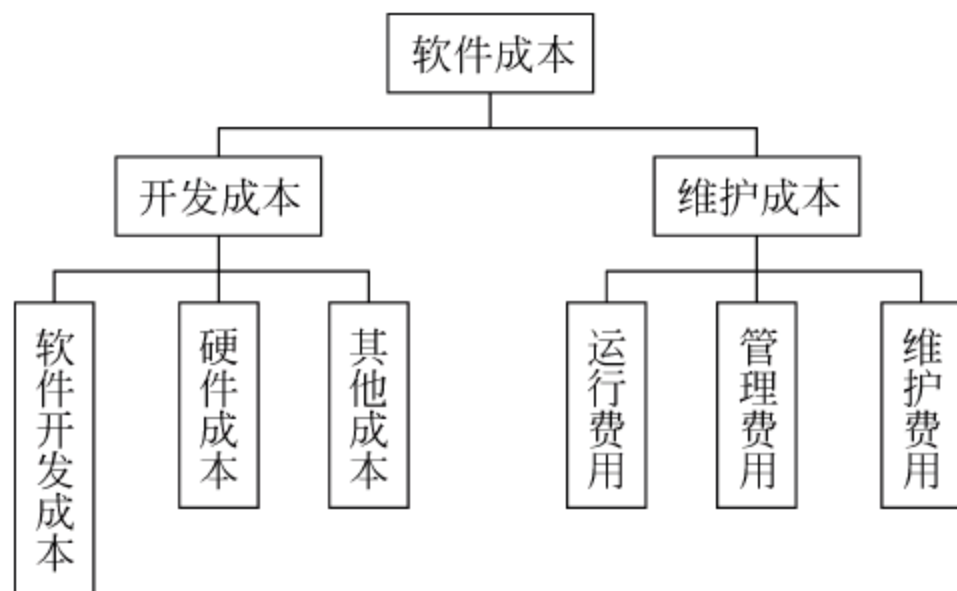 软件成本
开发成本
维护成本
软件开发成本
硬件成本
其他成本
运行费用
管理费用
维护费用